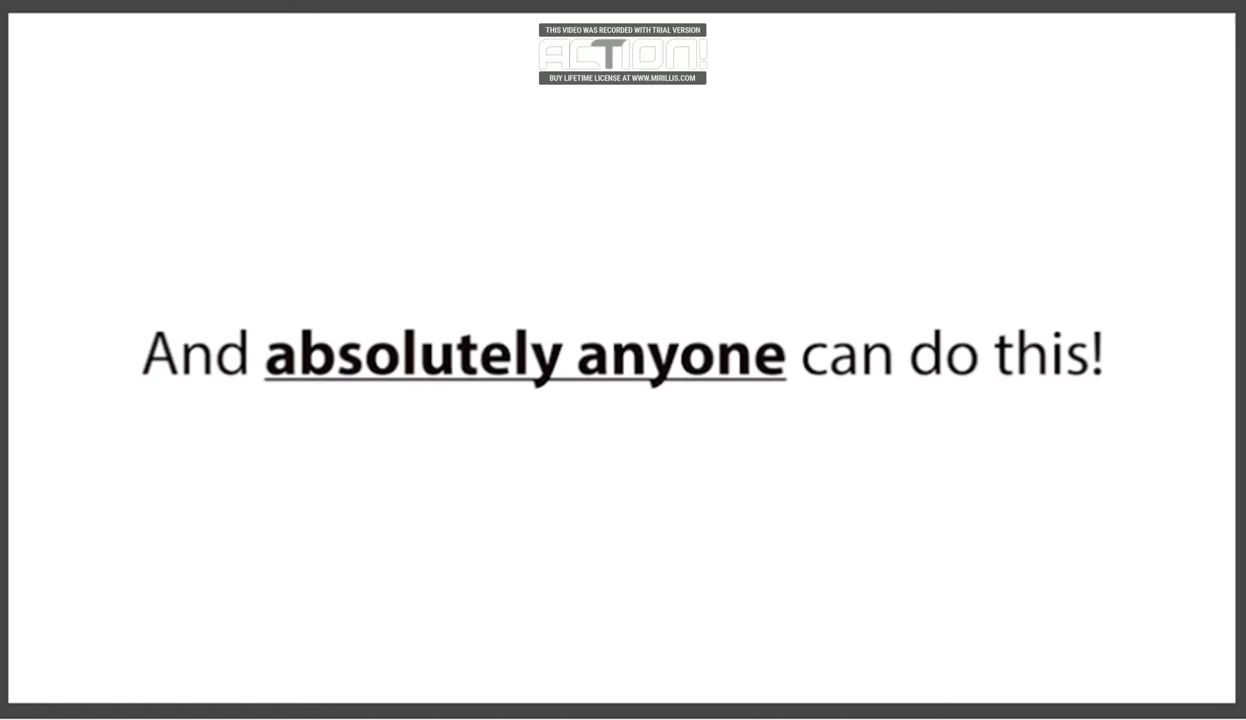 THIS VIDEO WAS RECORDED WITH TRIAL VERSION
ACTION!
BUY LIFETIME LICENSE AT WWW.MIRILLIS.COM
And absolutely anyone can do this!